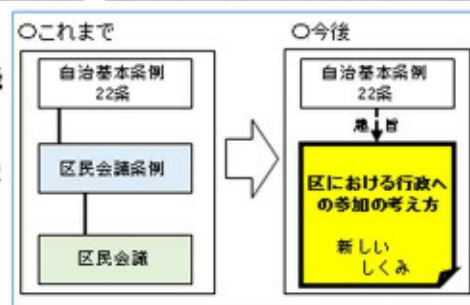 ○これまで
自治基本条例
22条
区民会議条例
区民会議
○今後
自治基本条例
22条
趣旨
区における行政へ
の参加の考え方
新しい
しくみ